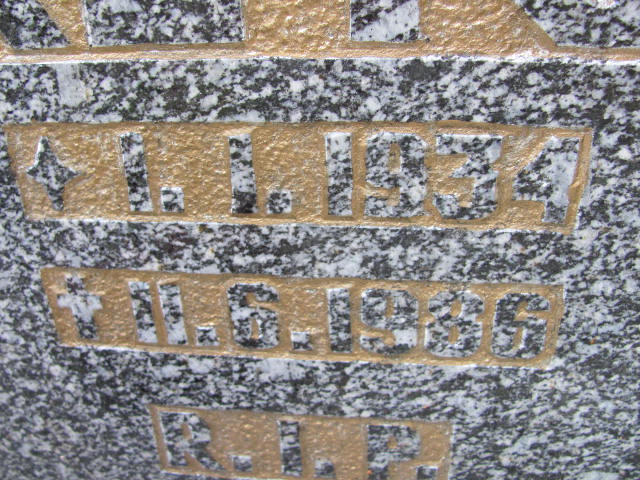 ✦ 1. 1. 1934
✝ 11. 6. 1986
R. I. P.